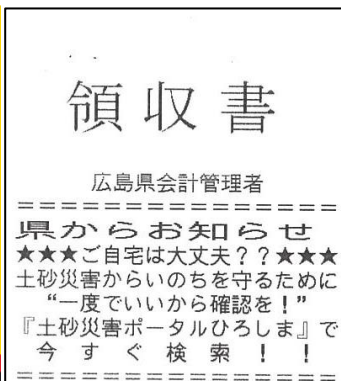 領収書
広島県会計管理者
================
県からお知らせ
★★★ご自宅は大丈夫？？★★★
土砂災害からいのちを守るために
“一度でいいから確認を！”
『土砂災害ポータルひろしま』で
今すぐ検索！！
================